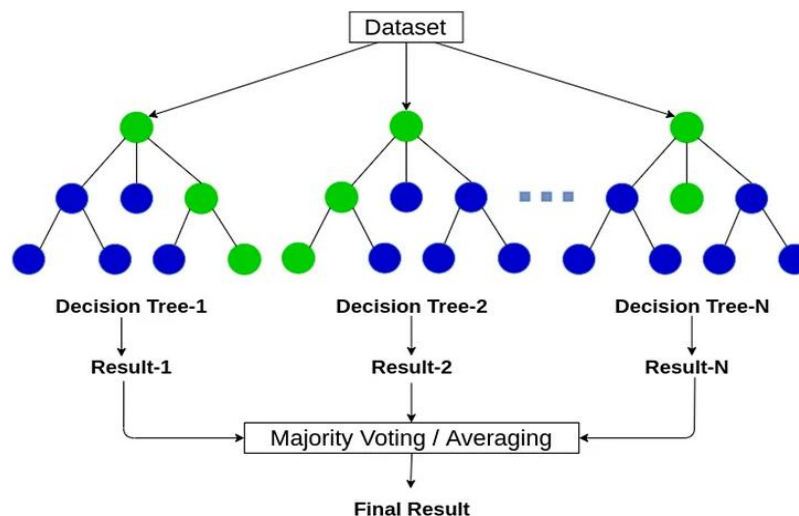 Dataset
Decision Tree-1
Decision Tree-2
Decision Tree-N
Result-1
Result-2
Result-N
Majority Voting / Averaging
Final Result